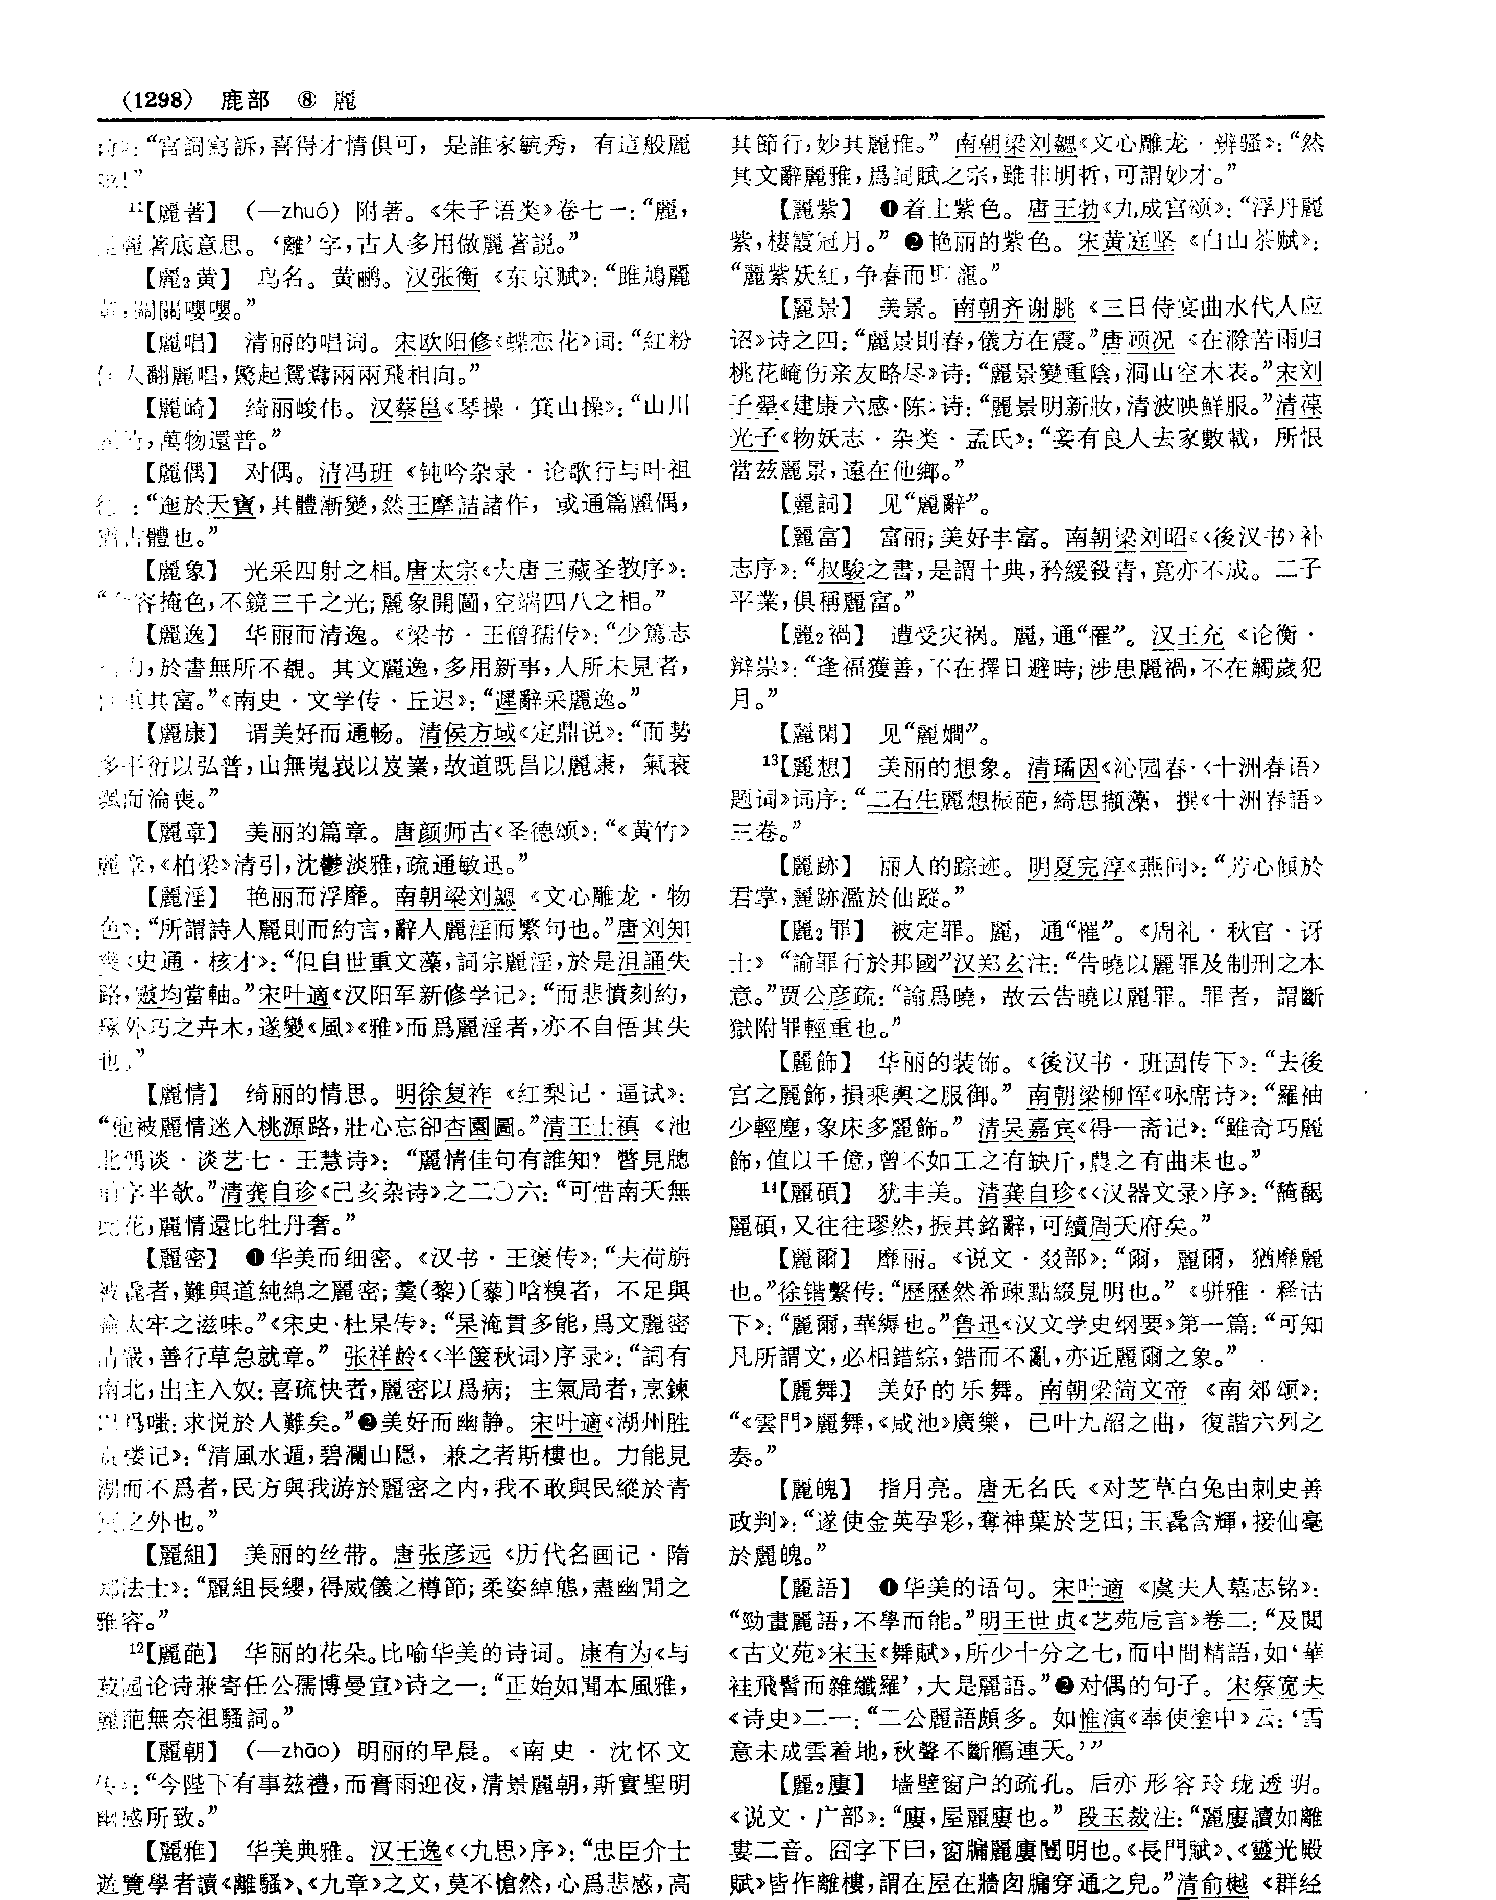 (1298) 鹿部 ⑧ 麗
“宫詞寫訴，喜得才情俱可，是誰家毓秀，有這般麗
！”
¹¹【麗著】 （—zhuó）附著。《朱子语类》卷七一：“麗，
麗著底意思。‘離’字，古人多用做麗著説。”
【麗₂黄】 鸟名。黄鹂。汉张衡《东京赋》：“雎鳩麗
，關關嚶嚶。”
【麗唱】 清丽的唱词。宋欧阳修《蝶恋花》词：“紅粉
佳人翻麗唱，驚起鴛鴦兩兩飛相向。”
【麗崎】 绮丽峻伟。汉蔡邕《琴操·箕山操》：“山川
麗崎，萬物還普。”
【麗偶】 对偶。清冯班《钝吟杂录·论歌行与叶祖
：“迤於天寶，其體漸變，然王摩詰諸作，或通篇麗偶，
古體也。”
【麗象】 光采四射之相。唐太宗《大唐三藏圣教序》：
“容掩色，不鏡三千之光；麗象開圖，空端四八之相。”
【麗逸】 华丽而清逸。《梁书·王僧孺传》：“少篤志
，於書無所不覩。其文麗逸，多用新事，人所未見者，
重其富。”《南史·文学传·丘迟》：“遲辭采麗逸。”
【麗康】 谓美好而通畅。清侯方域《定鼎说》：“而勢
多平衍以弘普，山無嵬峩以岌嶪，故道既昌以麗康，氣衰
颯而淪喪。”
【麗章】 美丽的篇章。唐颜师古《圣德颂》：“《黄竹》
麗章，《柏梁》清引，沈鬱淡雅，疏通敏迅。”
【麗淫】 艳丽而浮靡。南朝梁刘勰《文心雕龙·物
色》：“所謂詩人麗則而約言，辭人麗淫而繁句也。”唐刘知
幾《史通·核才》：“但自世重文藻，詞宗麗淫，於是沮誦失
路，靈均當軸。”宋叶適《汉阳军新修学记》：“而悲憤刻約，
琢外巧之卉木，遂變《風》《雅》而爲麗淫者，亦不自悟其失
也。”
【麗情】 绮丽的情思。明徐复祚《红梨记·逼试》：
“他被麗情迷入桃源路，壯心忘卻杏園圖。”清王士禛《池
北偶谈·谈艺七·王慧诗》：“麗情佳句有誰知？瞥見牕
前字半欹。”清龚自珍《己亥杂诗》之二〇六：“可惜南天無
此花，麗情還比牡丹奢。”
【麗密】 ❶华美而细密。《汉书·王褒传》：“夫荷旃
被毳者，難與道純綿之麗密；羹(黎)〔藜〕唅糗者，不足與
論太牢之滋味。”《宋史·杜杲传》：“杲淹貫多能，爲文麗密
清嚴，善行草急就章。”张祥龄《〈半箧秋词〉序录》：“詞有
南北，出主入奴：喜琉快者，麗密以爲病；主氣局者，烹鍊
以爲嗤：求悦於人難矣。”❷美好而幽静。宋叶適《湖州胜
赏楼记》：“清風水遁，碧瀾山隱，兼之者斯樓也。力能見
湖而不爲者，民方與我游於麗密之内，我不敢與民縱於青
冥之外也。”
【麗組】 美丽的丝带。唐张彦远《历代名画记·隋
郑法士》：“麗組長纓，得威儀之樽節；柔姿綽態，盡幽閒之
雅容。”
¹²【麗葩】 华丽的花朵。比喻华美的诗词。康有为《与
菽園论诗兼寄任公孺博曼宣》诗之一：“正始如聞本風雅，
麗葩無奈祖騷詞。”
【麗朝】 （—zhāo）明丽的早晨。《南史·沈怀文
传》：“今陛下有事兹禮，而膏雨迎夜，清景麗朝，斯實聖明
幽感所致。”
【麗雅】 华美典雅。汉王逸《〈九思〉序》：“忠臣介士
遊覽學者讀《離騷》、《九章》之文，莫不愴然，心爲悲感，高
其節行，妙其麗雅。”南朝梁刘勰《文心雕龙·辨骚》：“然
其文辭麗雅，爲詞賦之宗，雖非明哲，可謂妙才。”
【麗紫】 ❶着上紫色。唐王勃《九成宫颂》：“浮丹麗
紫，棲霞冠月。”❷艳丽的紫色。宋黄庭坚《白山茶赋》：
“麗紫妖紅，争春而取寵。”
【麗景】 美景。南朝齐谢朓《三日侍宴曲水代人应
诏》诗之四：“麗景則春，儀方在震。”唐顾况《在滁苦雨归
桃花崦伤亲友略尽》诗：“麗景變重陰，洞山空木表。”宋刘
子翚《建康六感·陈》诗：“麗景明新妝，清波映鮮服。”清葆
光子《物妖志·杂类·孟氏》：“妾有良人去家數載，所恨
當兹麗景，遠在他鄉。”
【麗詞】 见“麗辭”。
【麗富】 富丽；美好丰富。南朝梁刘昭《〈後汉书〉补
志序》：“叔駿之書，是謂十典，矜緩殺青，竟亦不成。二子
平業，俱稱麗富。”
【麗₂禍】 遭受灾祸。麗，通“罹”。汉王充《论衡·
辩祟》：“逢福獲善，不在擇日避時；涉患麗禍，不在觸歲犯
月。”
【麗閑】 见“麗嫺”。
¹³【麗想】 美丽的想象。清璚因《沁园春·〈十洲春语〉
题词》词序：“二石生麗想振葩，綺思擷藻，撰《十洲春語》
三卷。”
【麗跡】 丽人的踪迹。明夏完淳《燕问》：“芳心傾於
君掌，麗跡濫於仙蹤。”
【麗₂罪】 被定罪。麗，通“罹”。《周礼·秋官·讶
士》“諭罪行於邦國”汉郑玄注：“告曉以麗罪及制刑之本
意。”贾公彦疏：“諭爲曉，故云告曉以麗罪。罪者，謂斷
獄附罪輕重也。”
【麗飾】 华丽的装饰。《後汉书·班固传下》：“去後
宫之麗飾，損乘輿之服御。”南朝梁柳恽《咏席诗》：“羅袖
少輕塵，象床多麗飾。”清吴嘉宾《得一斋记》：“雖奇巧麗
飾，值以千億，曾不如工之有缺斤，農之有曲耒也。”
¹⁴【麗碩】 犹丰美。清龚自珍《〈汉器文录〉序》：“醃醞
麗碩，又往往璆然，振其銘辭，可續周天府矣。”
【麗爾】 靡丽。《说文·㸚部》：“爾，麗爾，猶靡麗
也。”徐锴繫传：“歷歷然希疎點綴見明也。”《骈雅·释诂
下》：“麗爾，華縟也。”鲁迅《汉文学史纲要》第一篇：“可知
凡所謂文，必相錯綜，錯而不亂，亦近麗爾之象。”
【麗舞】 美好的乐舞。南朝梁简文帝《南郊颂》：
“《雲門》麗舞，《咸池》廣樂，已叶九韶之曲，復諧六列之
奏。”
【麗魄】 指月亮。唐无名氏《对芝草白兔由刺史善
政判》：“遂使金英孕彩，奪神葉於芝田；玉毳含輝，接仙毫
於麗魄。”
【麗語】 ❶华美的语句。宋叶適《虞夫人墓志铭》：
“勁畫麗語，不學而能。”明王世贞《艺苑卮言》卷二：“及閲
《古文苑》宋玉《舞賦》，所少十分之七，而中間精語，如‘華
袿飛髾而雜纖羅’，大是麗語。”❷对偶的句子。宋蔡宽夫
《诗史》二一：“二公麗語頗多。如惟演《奉使塗中》云：‘雪
意未成雲着地，秋聲不斷鴈連天。’”
【麗₂廔】 墙壁窗户的疏孔。后亦形容玲珑透明。
《说文·广部》：“廔，屋麗廔也。”段玉裁注：“麗廔讀如離
婁二音。囧字下曰，窗牖麗廔闓明也。《長門賦》、《靈光殿
賦》皆作離樓，謂在屋在牆囱牖穿通之皃。”清俞樾《群经